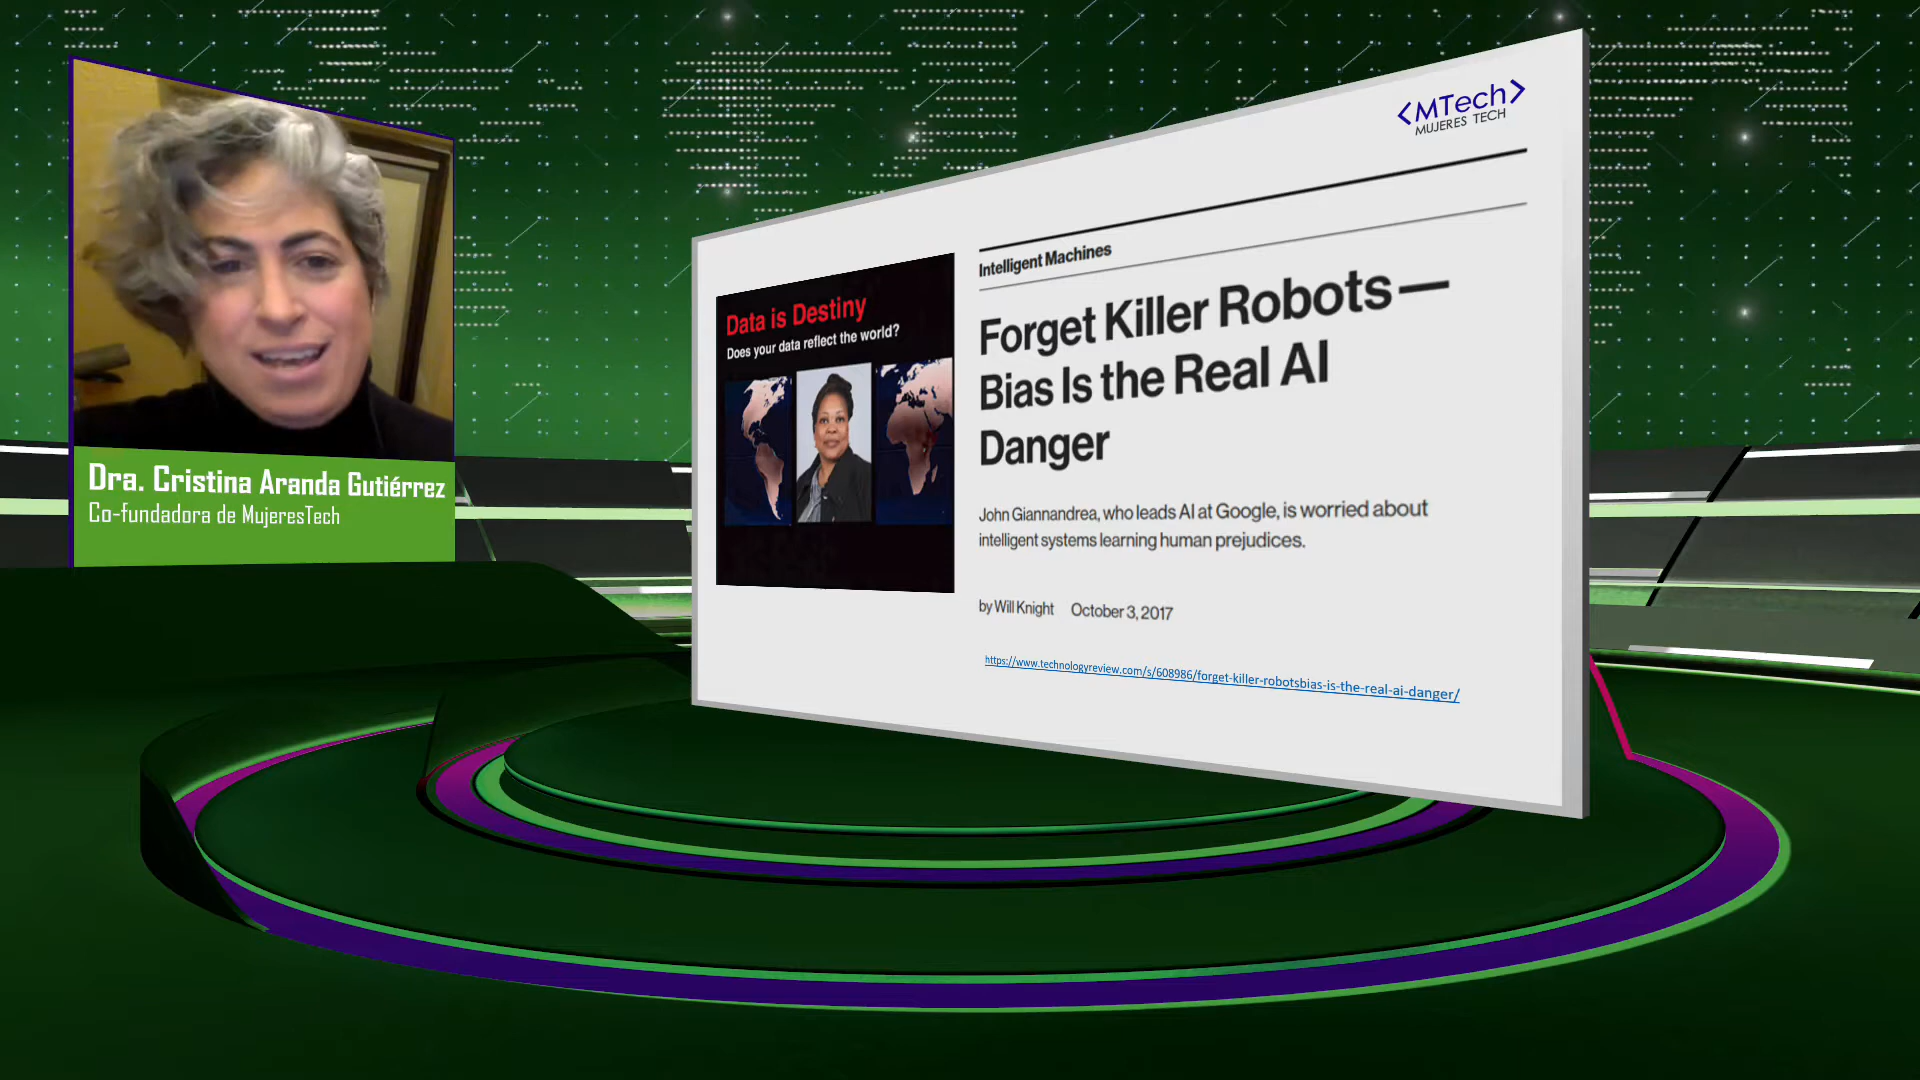 Dra. Cristina Aranda Gutiérrez
Co-fundadora de MujeresTech
<MTech>
MUJERES TECH
Data is Destiny
Does your data reflect the world?
Intelligent Machines
Forget Killer Robots—
Bias Is the Real AI
Danger
John Giannandrea, who leads AI at Google, is worried about
intelligent systems learning human prejudices.
by Will Knight October 3, 2017
https://www.technologyreview.com/s/608986/forget-killer-robotsbias-is-the-real-ai-danger/